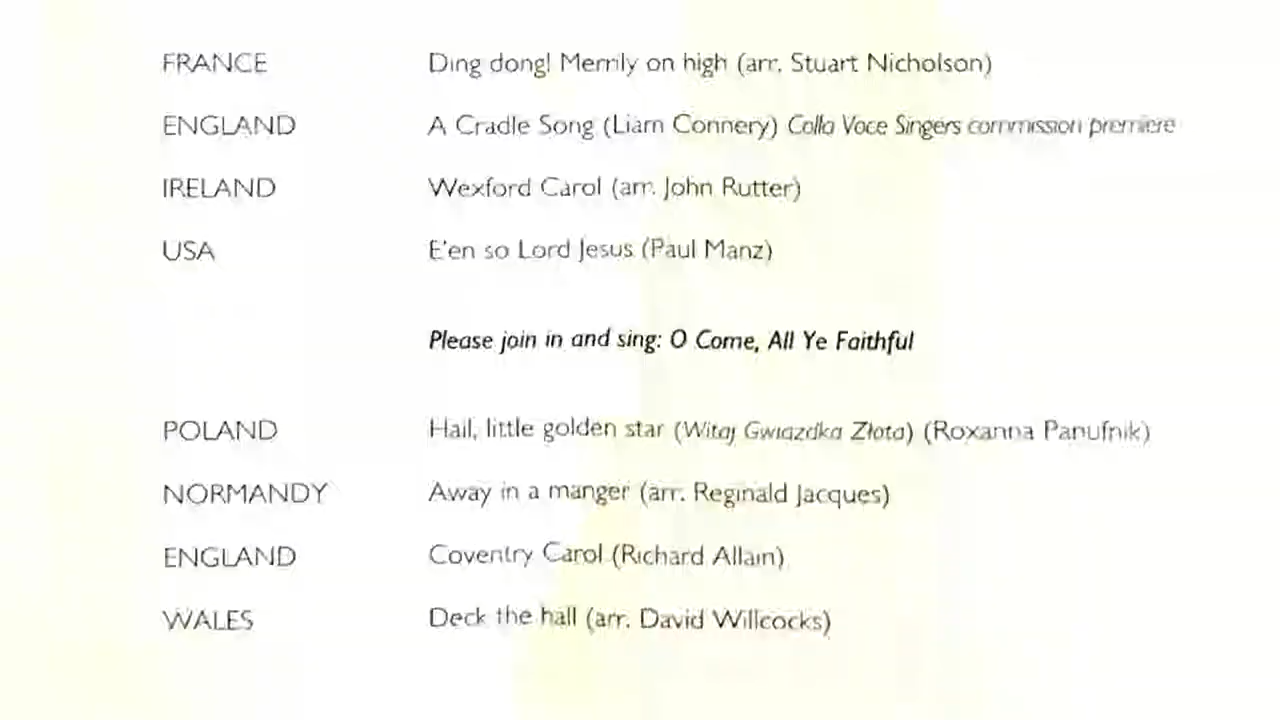 FRANCE Ding dong! Merrily on high (arr. Stuart Nicholson)
ENGLAND A Cradle Song (Liam Connery) Colla Voce Singers commission premiere
IRELAND Wexford Carol (arr. John Rutter)
USA E'en so Lord Jesus (Paul Manz)
Please join in and sing: O Come, All Ye Faithful
POLAND Hail, little golden star (Witaj Gwiazdka Złota) (Roxanna Panufnik)
NORMANDY Away in a manger (arr. Reginald Jacques)
ENGLAND Coventry Carol (Richard Allain)
WALES Deck the hall (arr. David Willcocks)